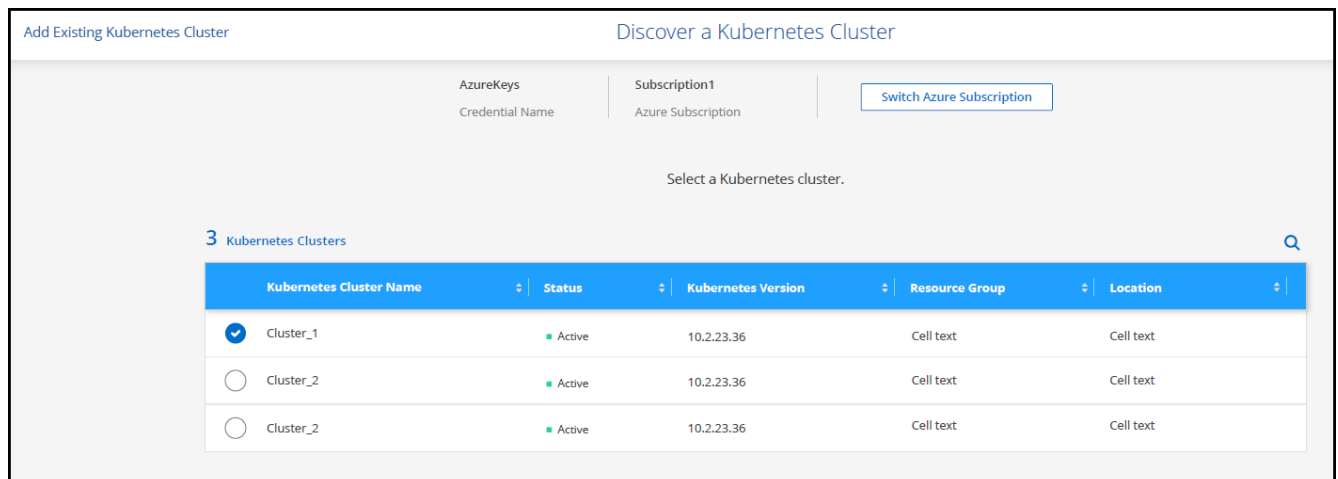 Add Existing Kubernetes Cluster Discover a Kubernetes Cluster
AzureKeys Subscription1 Switch Azure Subscription
Credential Name Azure Subscription
Select a Kubernetes cluster.
3 Kubernetes Clusters
Kubernetes Cluster Name Status Kubernetes Version Resource Group Location
Cluster_1 Active 10.2.23.36 Cell text Cell text
Cluster_2 Active 10.2.23.36 Cell text Cell text
Cluster_2 Active 10.2.23.36 Cell text Cell text